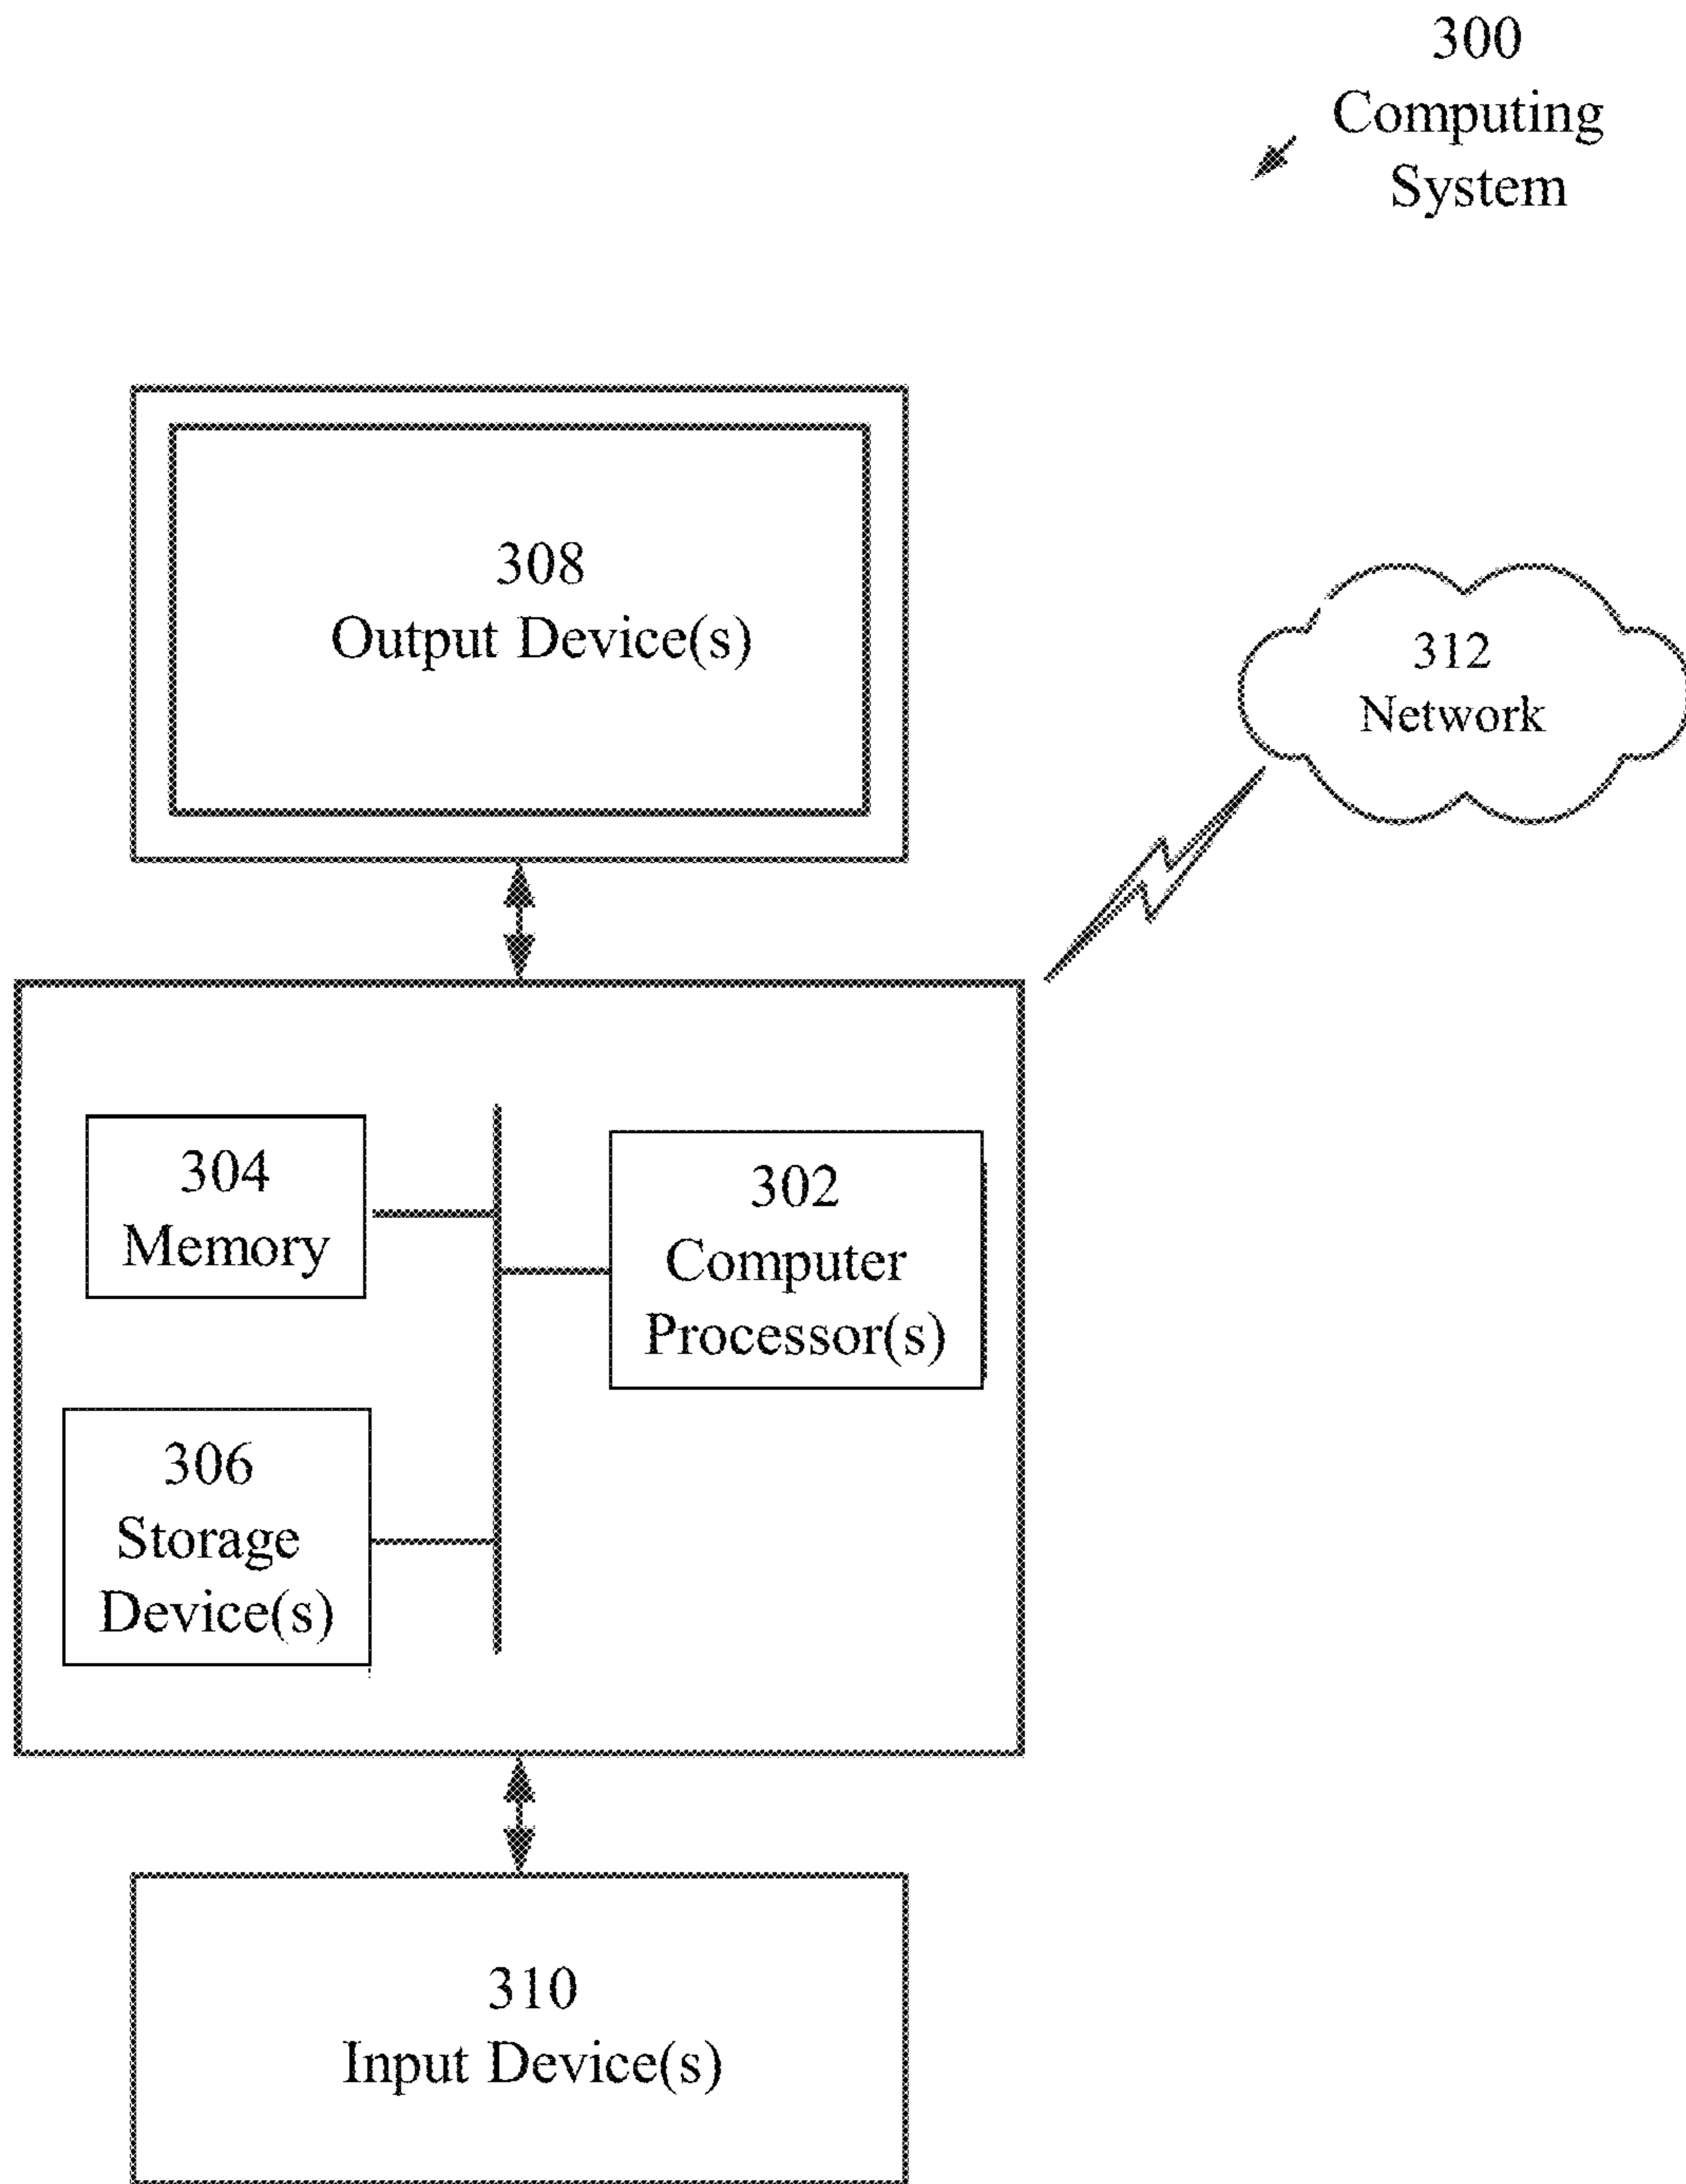 300
Computing
System
308
Output Device(s)
312
Network
304
Memory
302
Computer
Processor(s)
306
Storage
Device(s)
310
Input Device(s)